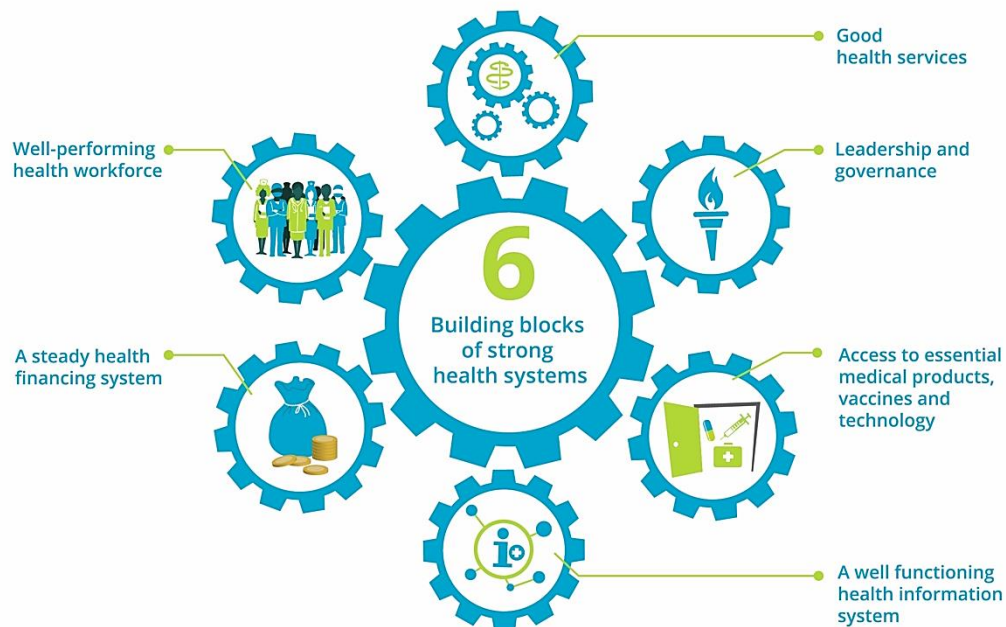 Good
health services
Well-performing
health workforce
Leadership and
governance
6
Building blocks
of strong
health systems
A steady health
financing system
Access to essential
medical products,
vaccines and
technology
i
A well functioning
health information
system